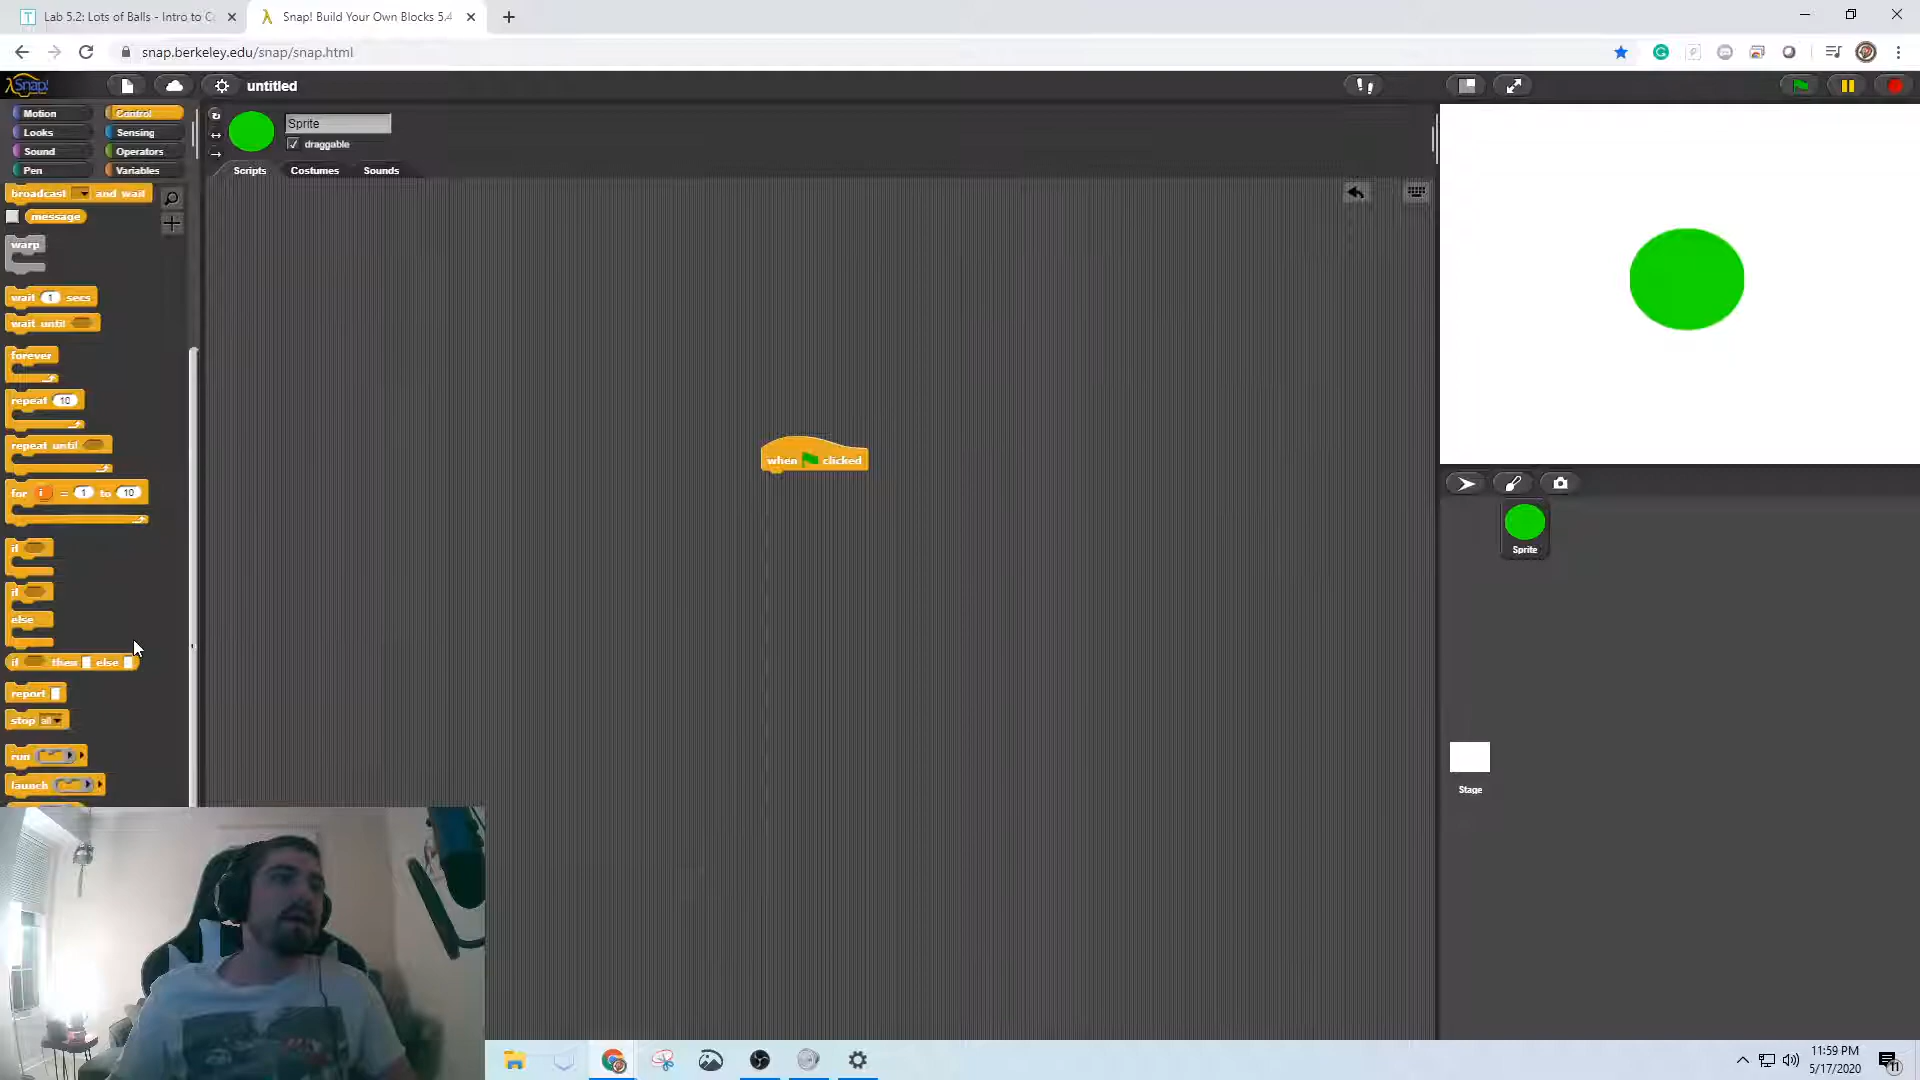 Lab 5.2: Lots of Balls - Intro to C
Snap! Build Your Own Blocks 5.4
snap.berkeley.edu/snap/snap.html
Snap!
untitled
Motion
Control
Looks
Sensing
Sound
Operators
Pen
Variables
Sprite
draggable
Scripts
Costumes
Sounds
broadcast and wait
message
warp
wait 1 secs
wait until
forever
repeat 10
repeat until
for i = 1 to 10
if
if
else
if then else
report
stop all
run
launch
when clicked
Sprite
Stage
11:59 PM
5/17/2020